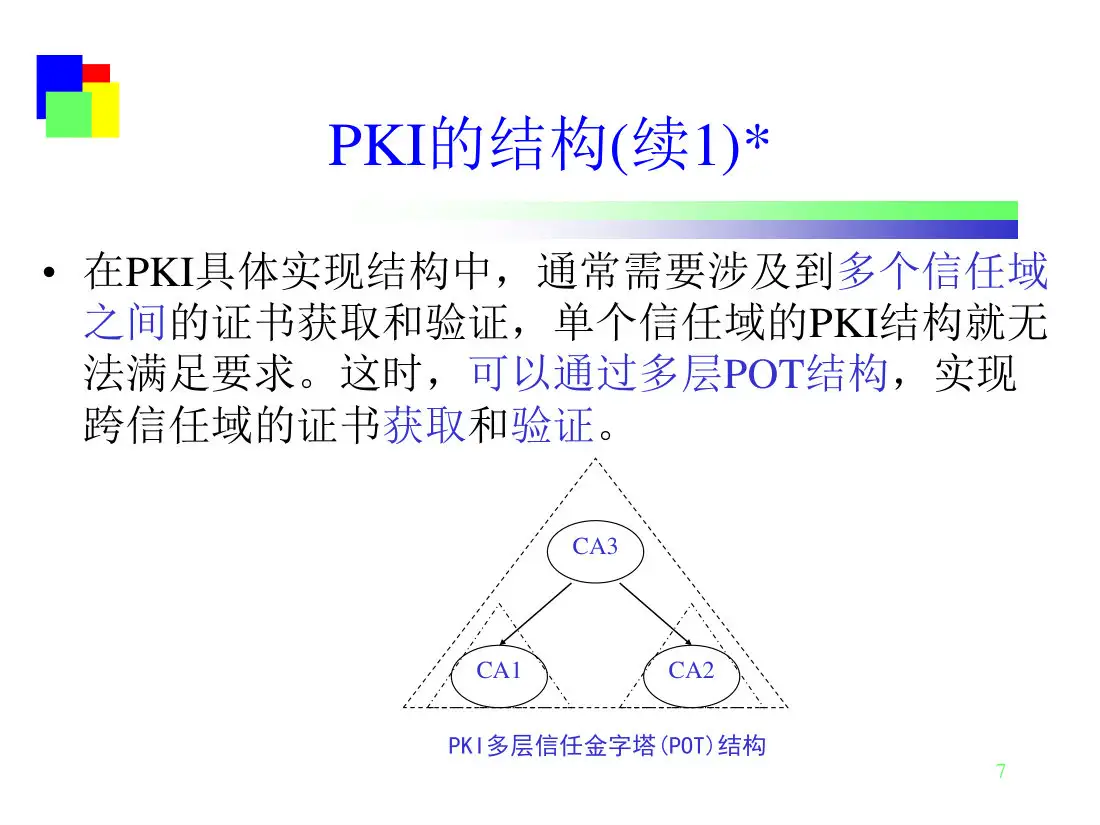 PKI的结构(续1)*
• 在PKI具体实现结构中，通常需要涉及到多个信任域
之间的证书获取和验证，单个信任域的PKI结构就无
法满足要求。这时，可以通过多层POT结构，实现
跨信任域的证书获取和验证。
CA3
CA1
CA2
PKI多层信任金字塔(POT)结构
7